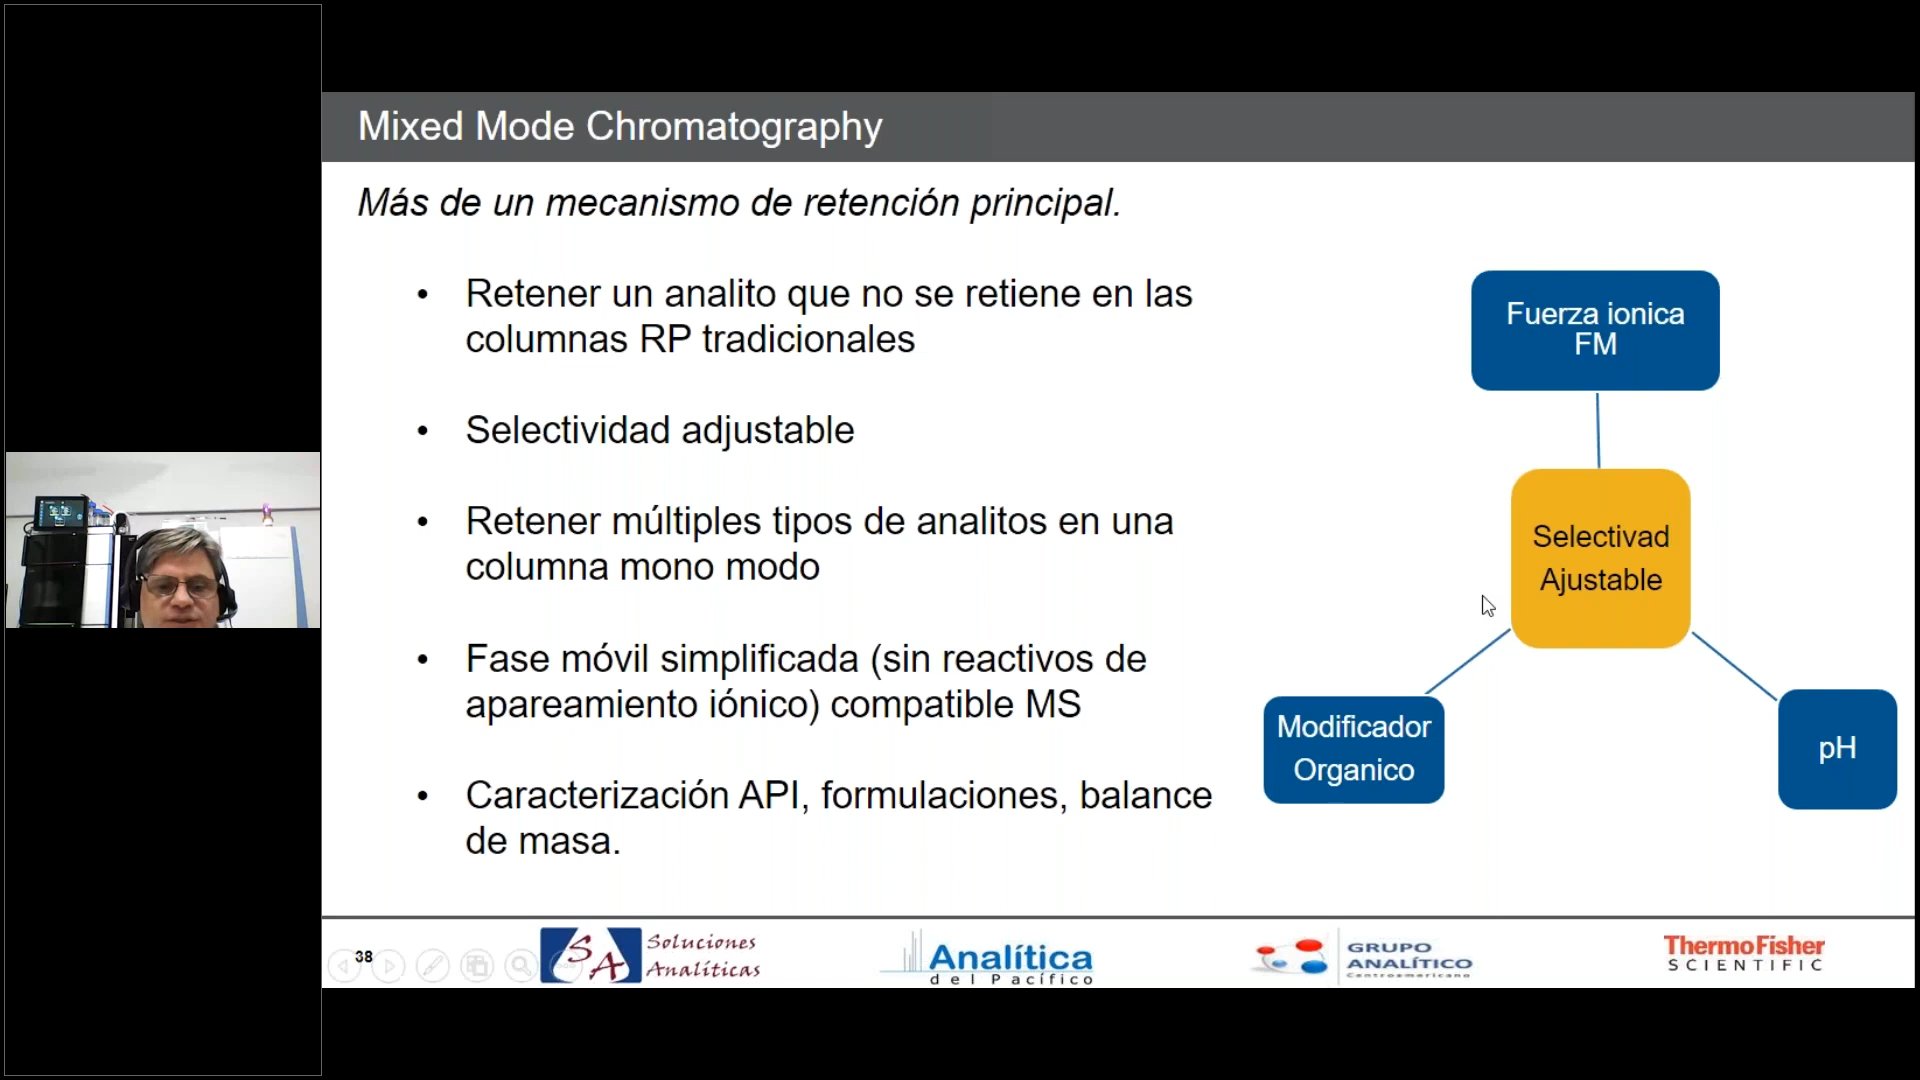 Mixed Mode Chromatography
Más de un mecanismo de retención principal.
• Retener un analito que no se retiene en las
columnas RP tradicionales
• Selectividad adjustable
• Retener múltiples tipos de analitos en una
columna mono modo
• Fase móvil simplificada (sin reactivos de
apareamiento iónico) compatible MS
• Caracterización API, formulaciones, balance
de masa.
Fuerza ionica
FM
Selectivad
Ajustable
Modificador
Organico
pH
38
SA
Soluciones
Analíticas
Analítica
del Pacífico
GRUPO
ANALÍTICO
Centroamericano
ThermoFisher
SCIENTIFIC